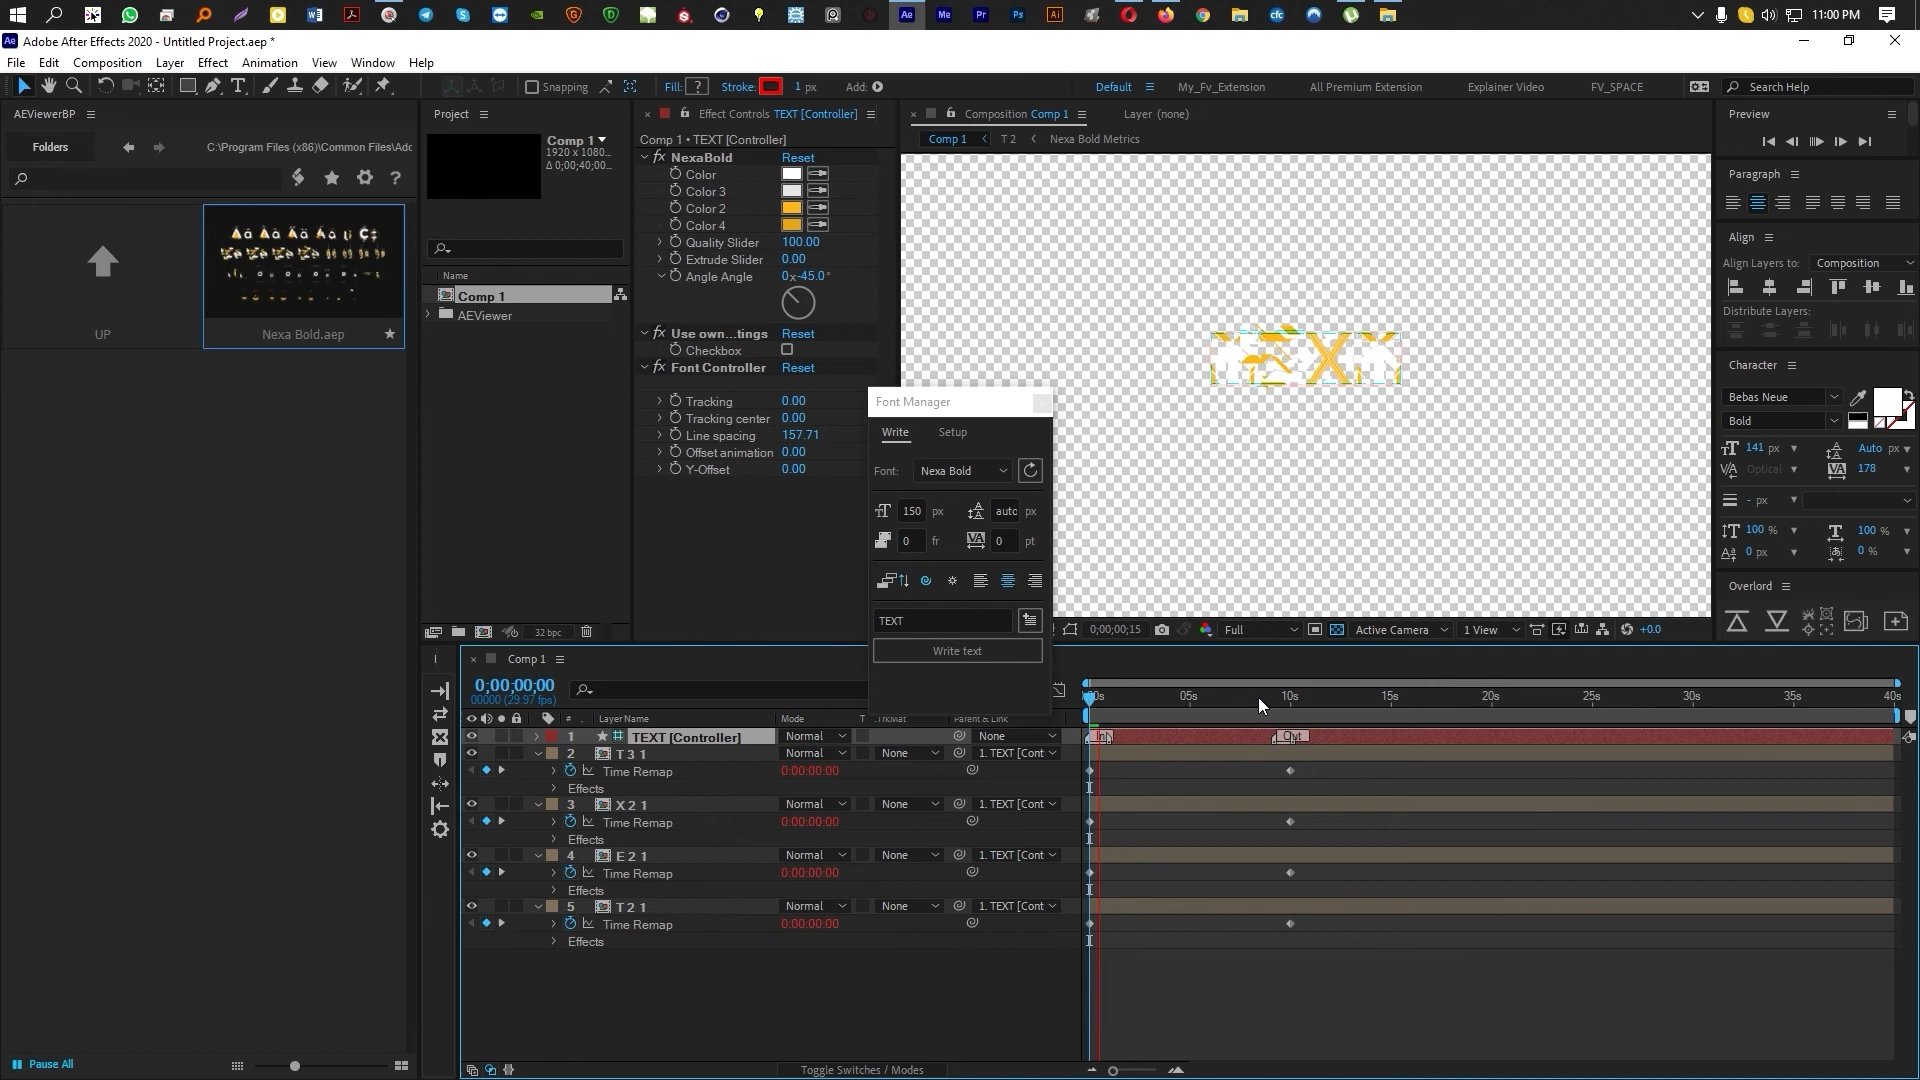 11:00 PM
Adobe After Effects 2020 - Untitled Project.aep *
File Edit Composition Layer Effect Animation View Window Help
Snapping Fill: ? Stroke: 1 px Add:
Default My_Fv_Extension All Premium Extension Explainer Video FV_SPACE Search Help
AEViewerBP
Folders C:\Program Files (x86)\Common Files\Adc
UP
Nexa Bold.aep
Pause All
Project
Comp 1
1920 x 1080...
Δ 0;00;40;00...
Name
Comp 1
AEViewer
32 bpc
Effect Controls TEXT [Controller]
Comp 1 • TEXT [Controller]
fx NexaBold Reset
Color
Color 3
Color 2
Color 4
Quality Slider 100.00
Extrude Slider 0.00
Angle Angle 0x-45.0°
fx Use own...tings Reset
Checkbox
fx Font Controller Reset
Tracking 0.00
Tracking center 0.00
Line spacing 157.71
Offset animation 0.00
Y-Offset 0.00
Font Manager
Write Setup
Font: Nexa Bold
150 px auto px
0 fr 0 pt
TEXT
Write text
Composition Comp 1 Layer (none)
Comp 1 T 2 Nexa Bold Metrics
0;00;00;15 Full Active Camera 1 View +0.0
Preview
Paragraph
Align
Align Layers to: Composition
Distribute Layers:
Character
Bebas Neue
Bold
141 px Auto px
Optical 178
- px
100 % 100 %
0 px 0 %
Overlord
Comp 1
0;00;00;00
00000 (29.97 fps)
# Layer Name Mode T .TrkMat Parent & Link
00s 05s 10s 15s 20s 25s 30s 35s 40s
1 TEXT [Controller] Normal None In Out
2 T 3 1 Normal None 1. TEXT [Cont
Time Remap 0:00:00:00
Effects
3 X 2 1 Normal None 1. TEXT [Cont
Time Remap 0:00:00:00
Effects
4 E 2 1 Normal None 1. TEXT [Cont
Time Remap 0:00:00:00
Effects
5 T 2 1 Normal None 1. TEXT [Cont
Time Remap 0:00:00:00
Effects
Toggle Switches / Modes